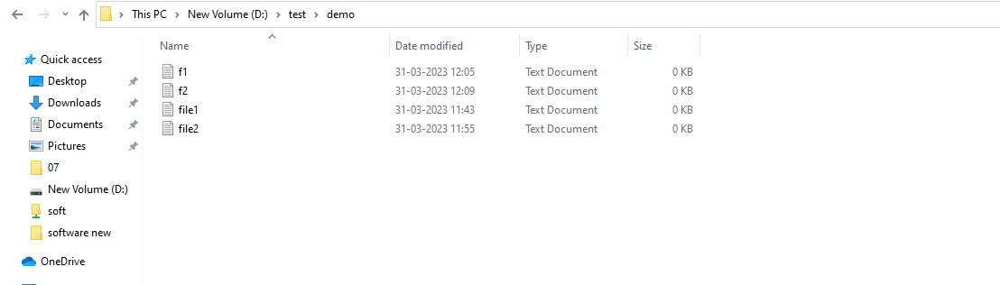 This PC > New Volume (D:) > test > demo
Name Date modified Type Size
Quick access
Desktop
Downloads
Documents
Pictures
07
New Volume (D:)
soft
software new
OneDrive
f1 31-03-2023 12:05 Text Document 0 KB
f2 31-03-2023 12:09 Text Document 0 KB
file1 31-03-2023 11:43 Text Document 0 KB
file2 31-03-2023 11:55 Text Document 0 KB